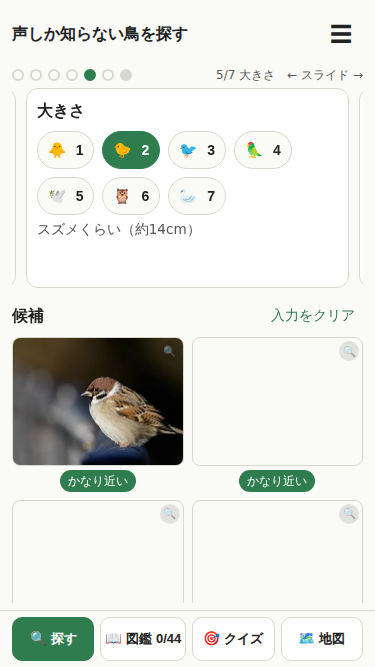 声しか知らない鳥を探す
5/7 大きさ ← スライド →
大きさ
1 2 3 4
5 6 7
スズメくらい（約14cm）
候補 入力をクリア
かなり近い かなり近い
探す 図鑑 0/44 クイズ 地図